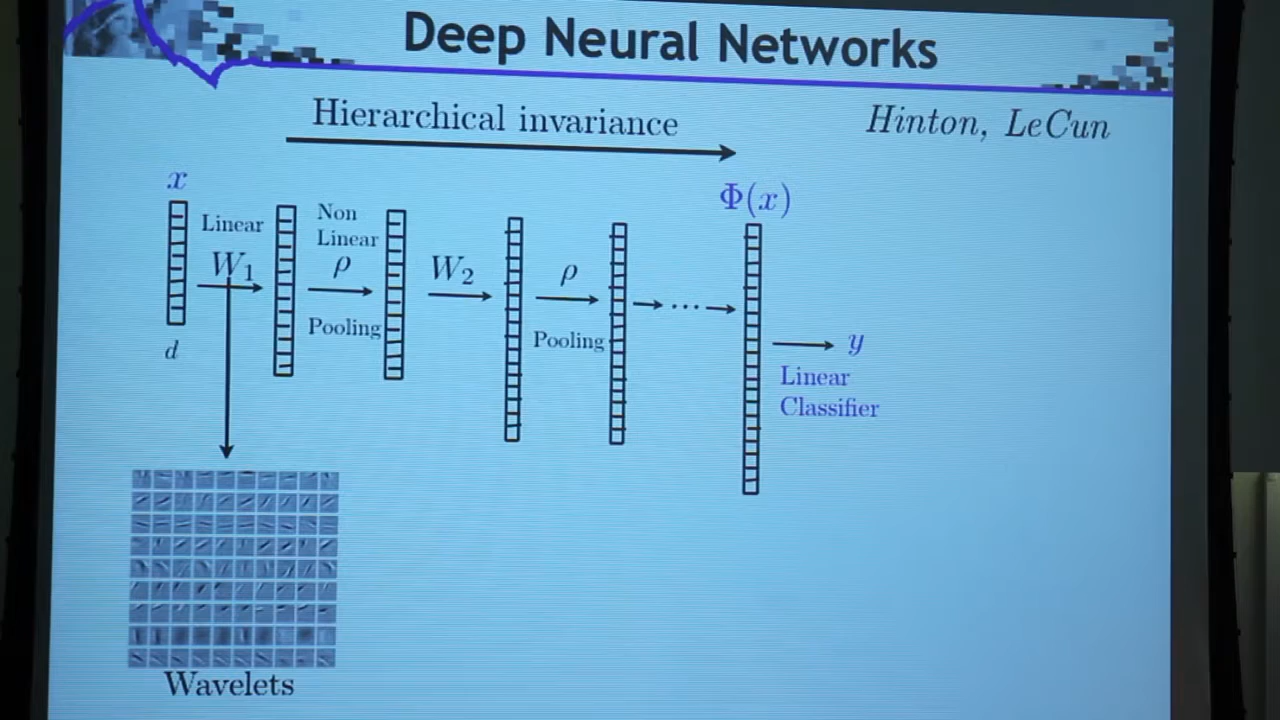 Deep Neural Networks
Hierarchical invariance
Hinton, LeCun
x
Φ(x)
Linear
W₁
Non
Linear
ρ
Pooling
W₂
ρ
Pooling
...
d
y
Linear
Classifier
Wavelets